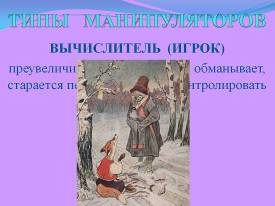 ТИПЫ МАНИПУЛЯТОРОВ
ВЫЧИСЛИТЕЛЬ (ИГРОК)
преувеличи обманывает,
старается п нтролировать